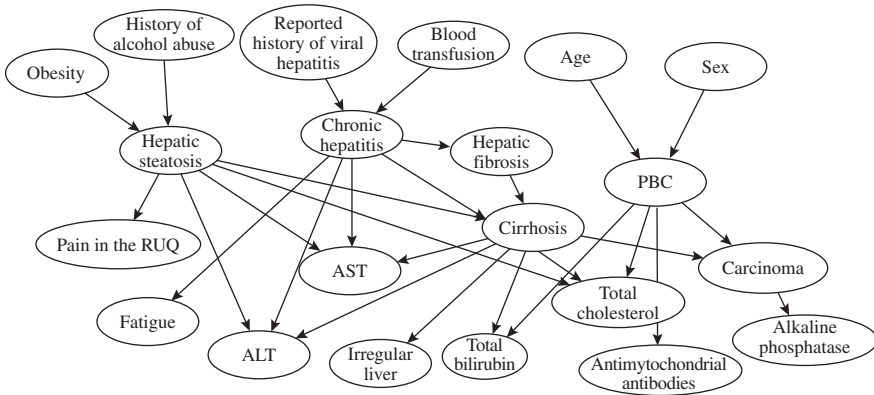 History of
alcohol abuse
Reported
history of viral
hepatitis
Blood
transfusion
Obesity
Age
Sex
Hepatic
steatosis
Chronic
hepatitis
Hepatic
fibrosis
PBC
Pain in the RUQ
Cirrhosis
AST
Carcinoma
Fatigue
Total
cholesterol
ALT
Irregular
liver
Total
bilirubin
Antimytochondrial
antibodies
Alkaline
phosphatase